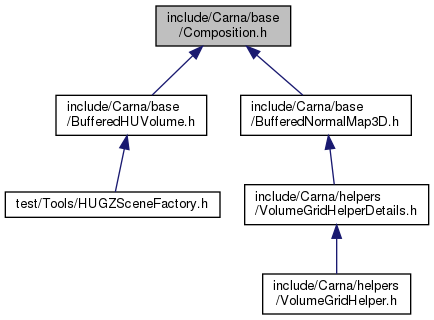 include/Carna/base
/Composition.h
include/Carna/base
/BufferedHUVolume.h
include/Carna/base
/BufferedNormalMap3D.h
test/Tools/HUGZSceneFactory.h
include/Carna/helpers
/VolumeGridHelperDetails.h
include/Carna/helpers
/VolumeGridHelper.h